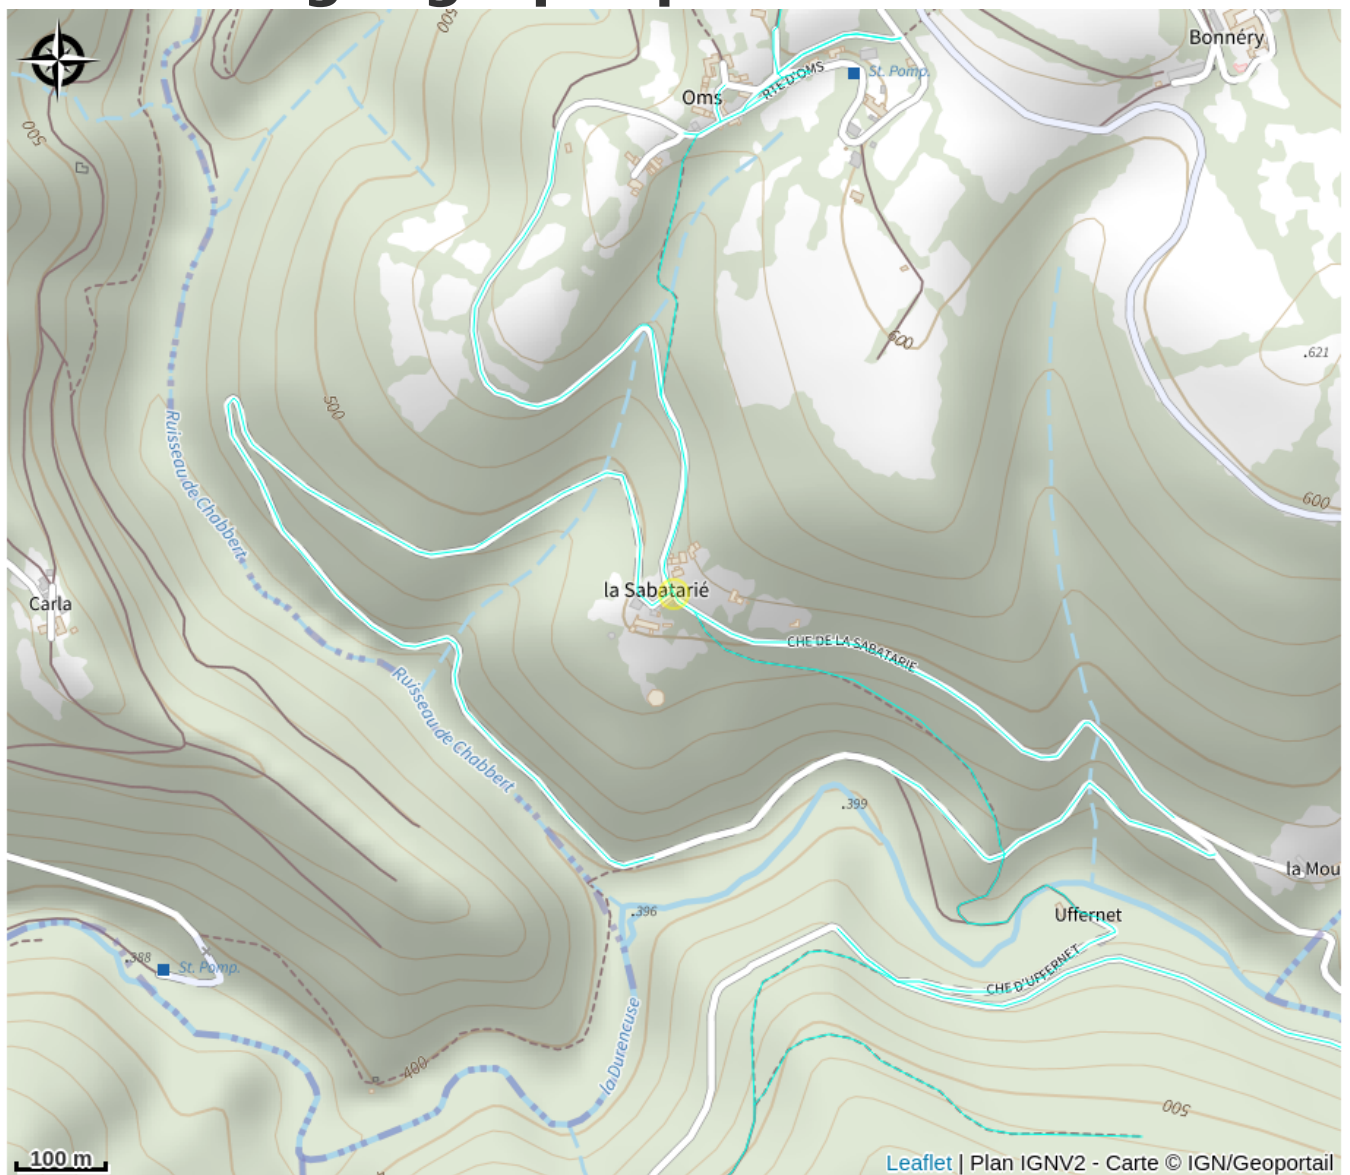 Bonnéry
500
St. Pomp.
RTE D'OMS
Oms
500
600
.621
500
600
Ruisseau de Chabbert
Carla
la Sabatarié
CHE DE LA SABATARIE
Ruisseau de Chabbert
.399
la Mou
.396
Uffernet
.388
St. Pomp.
CHE D'UFFERNET
la Durencuse
400
500
100 m
Leaflet | Plan IGNV2 - Carte © IGN/Geoportail